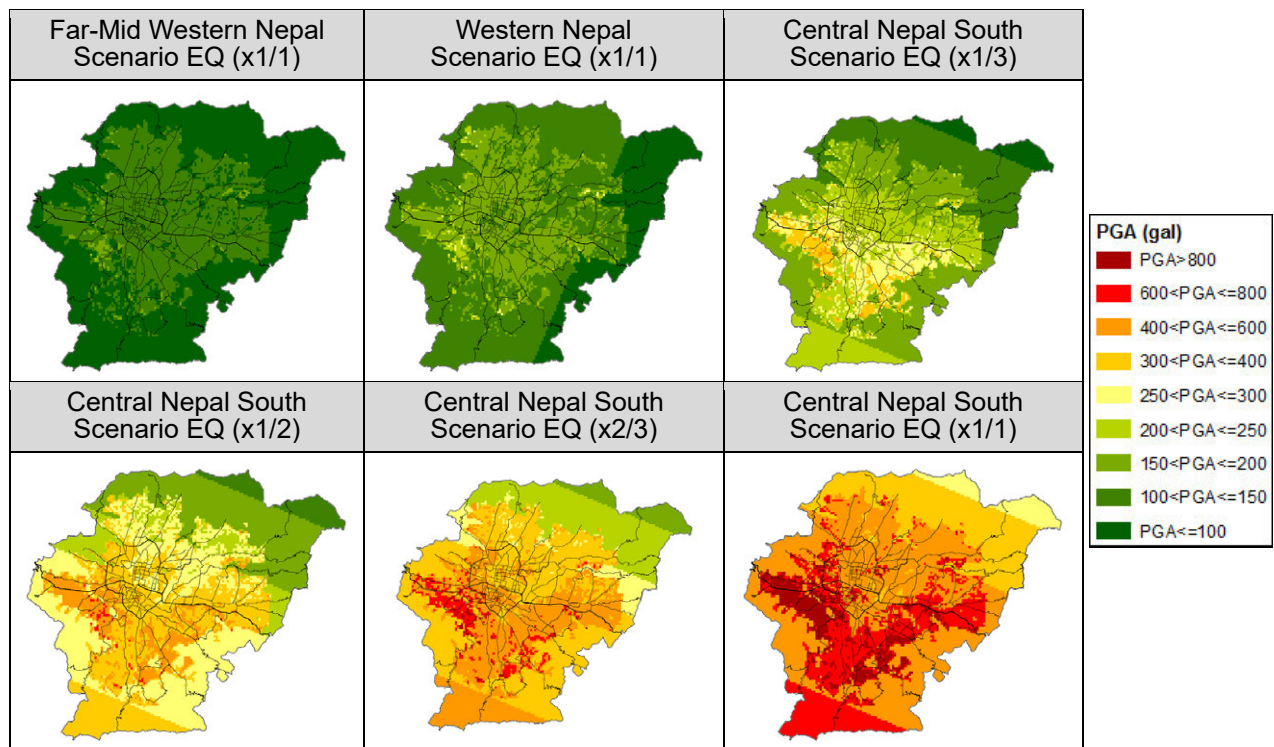 Far-Mid Western Nepal
Scenario EQ (x1/1)
Western Nepal
Scenario EQ (x1/1)
Central Nepal South
Scenario EQ (x1/3)
Central Nepal South
Scenario EQ (x1/2)
Central Nepal South
Scenario EQ (x2/3)
Central Nepal South
Scenario EQ (x1/1)
PGA (gal)
PGA>800
600<PGA<=800
400<PGA<=600
300<PGA<=400
250<PGA<=300
200<PGA<=250
150<PGA<=200
100<PGA<=150
PGA<=100